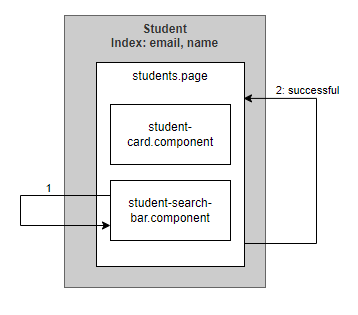 Student
Index: email, name
students.page
2: successful
student-
card.component
1
student-search-
bar.component